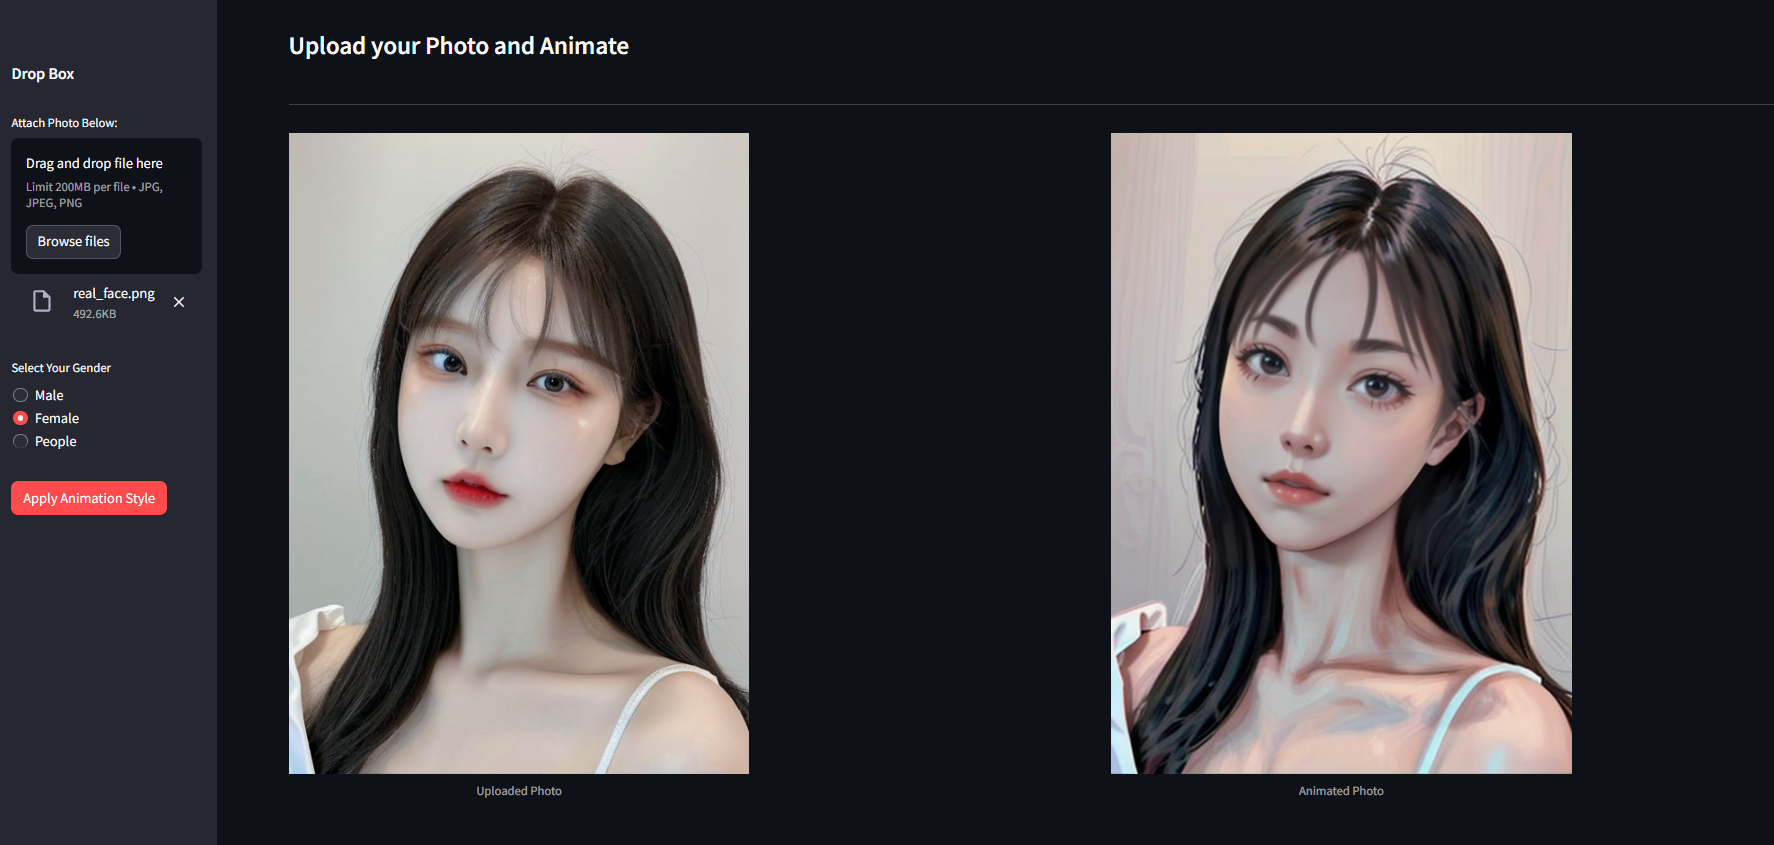 Drop Box
Attach Photo Below:
Drag and drop file here
Limit 200MB per file • JPG,
JPEG, PNG
Browse files
real_face.png
492.6KB
Select Your Gender
Male
Female
People
Apply Animation Style
Upload your Photo and Animate
Uploaded Photo
Animated Photo